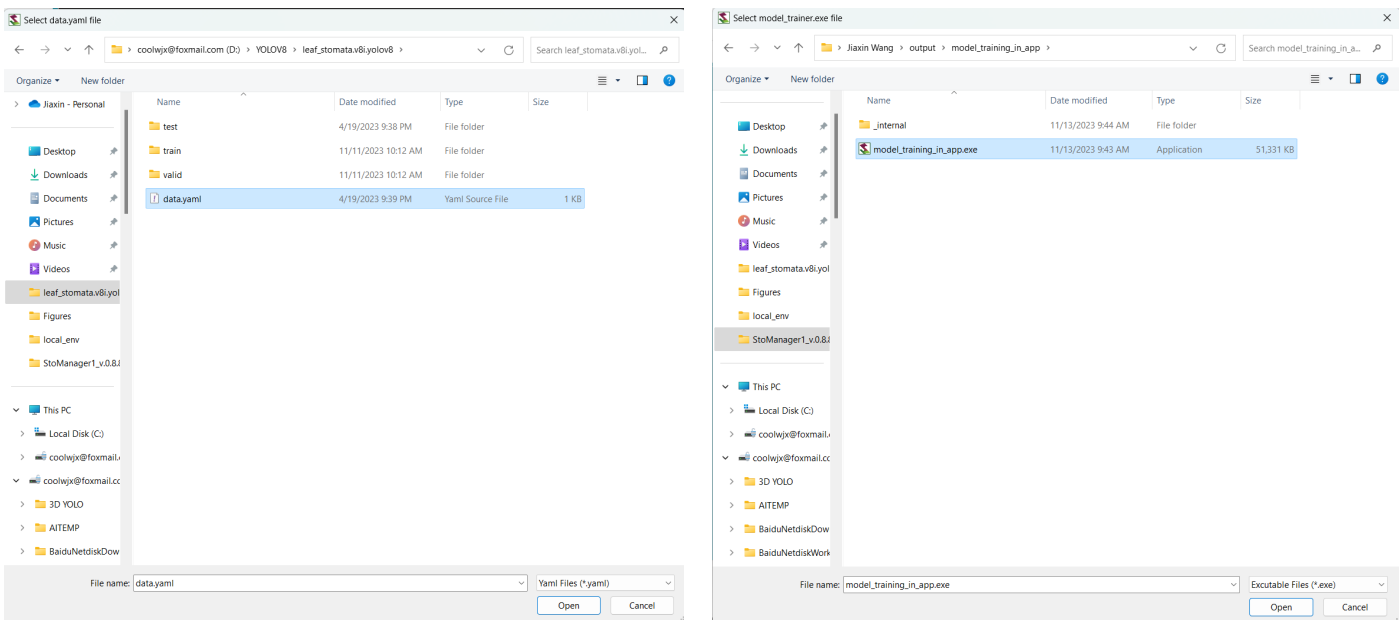 Select data.yaml file
coolwjx@foxmail.com (D:) > YOLOV8 > leaf_stomata.v8i.yolov8 >
Search leaf_stomata.v8i.yol...
Organize
New folder
Name Date modified Type Size
Jiaxin - Personal
Desktop
Downloads
Documents
Pictures
Music
Videos
leaf_stomata.v8i.yol
Figures
local_env
StoManager1_v.0.8.8
This PC
Local Disk (C:)
coolwjx@foxmail.c
coolwjx@foxmail.cc
3D YOLO
AITEMP
BaiduNetdiskDow
test 4/19/2023 9:38 PM File folder
train 11/11/2023 10:12 AM File folder
valid 11/11/2023 10:12 AM File folder
data.yaml 4/19/2023 9:39 PM Yaml Source File 1 KB
File name: data.yaml
Yaml Files (*.yaml)
Open
Cancel
Select model_trainer.exe file
Jiaxin Wang > output > model_training_in_app >
Search model_training_in_a...
Organize
New folder
Name Date modified Type Size
Desktop
Downloads
Documents
Pictures
Music
Videos
leaf_stomata.v8i.yol
Figures
local_env
StoManager1_v.0.8.8
This PC
Local Disk (C:)
coolwjx@foxmail.
coolwjx@foxmail.cc
3D YOLO
AITEMP
BaiduNetdiskDow
BaiduNetdiskWork
_internal 11/13/2023 9:44 AM File folder
model_training_in_app.exe 11/13/2023 9:43 AM Application 51,331 KB
File name: model_training_in_app.exe
Excutable Files (*.exe)
Open
Cancel